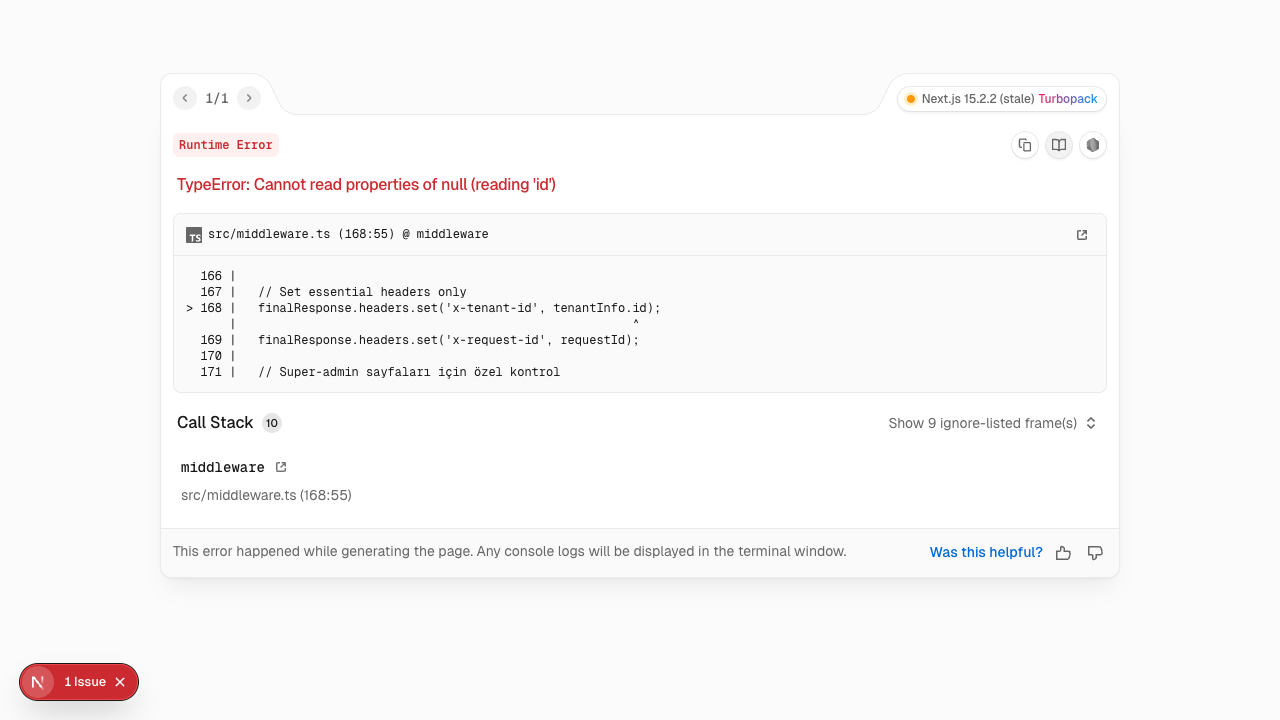 1/1
Next.js 15.2.2 (stale) Turbopack
Runtime Error
TypeError: Cannot read properties of null (reading 'id')
TS src/middleware.ts (168:55) @ middleware
166 |
167 |   // Set essential headers only
> 168 |   finalResponse.headers.set('x-tenant-id', tenantInfo.id);
|                                                       ^
169 |   finalResponse.headers.set('x-request-id', requestId);
170 |
171 |   // Super-admin sayfaları için özel kontrol
Call Stack 10
Show 9 ignore-listed frame(s)
middleware
src/middleware.ts (168:55)
This error happened while generating the page. Any console logs will be displayed in the terminal window.
Was this helpful?
N 1 Issue